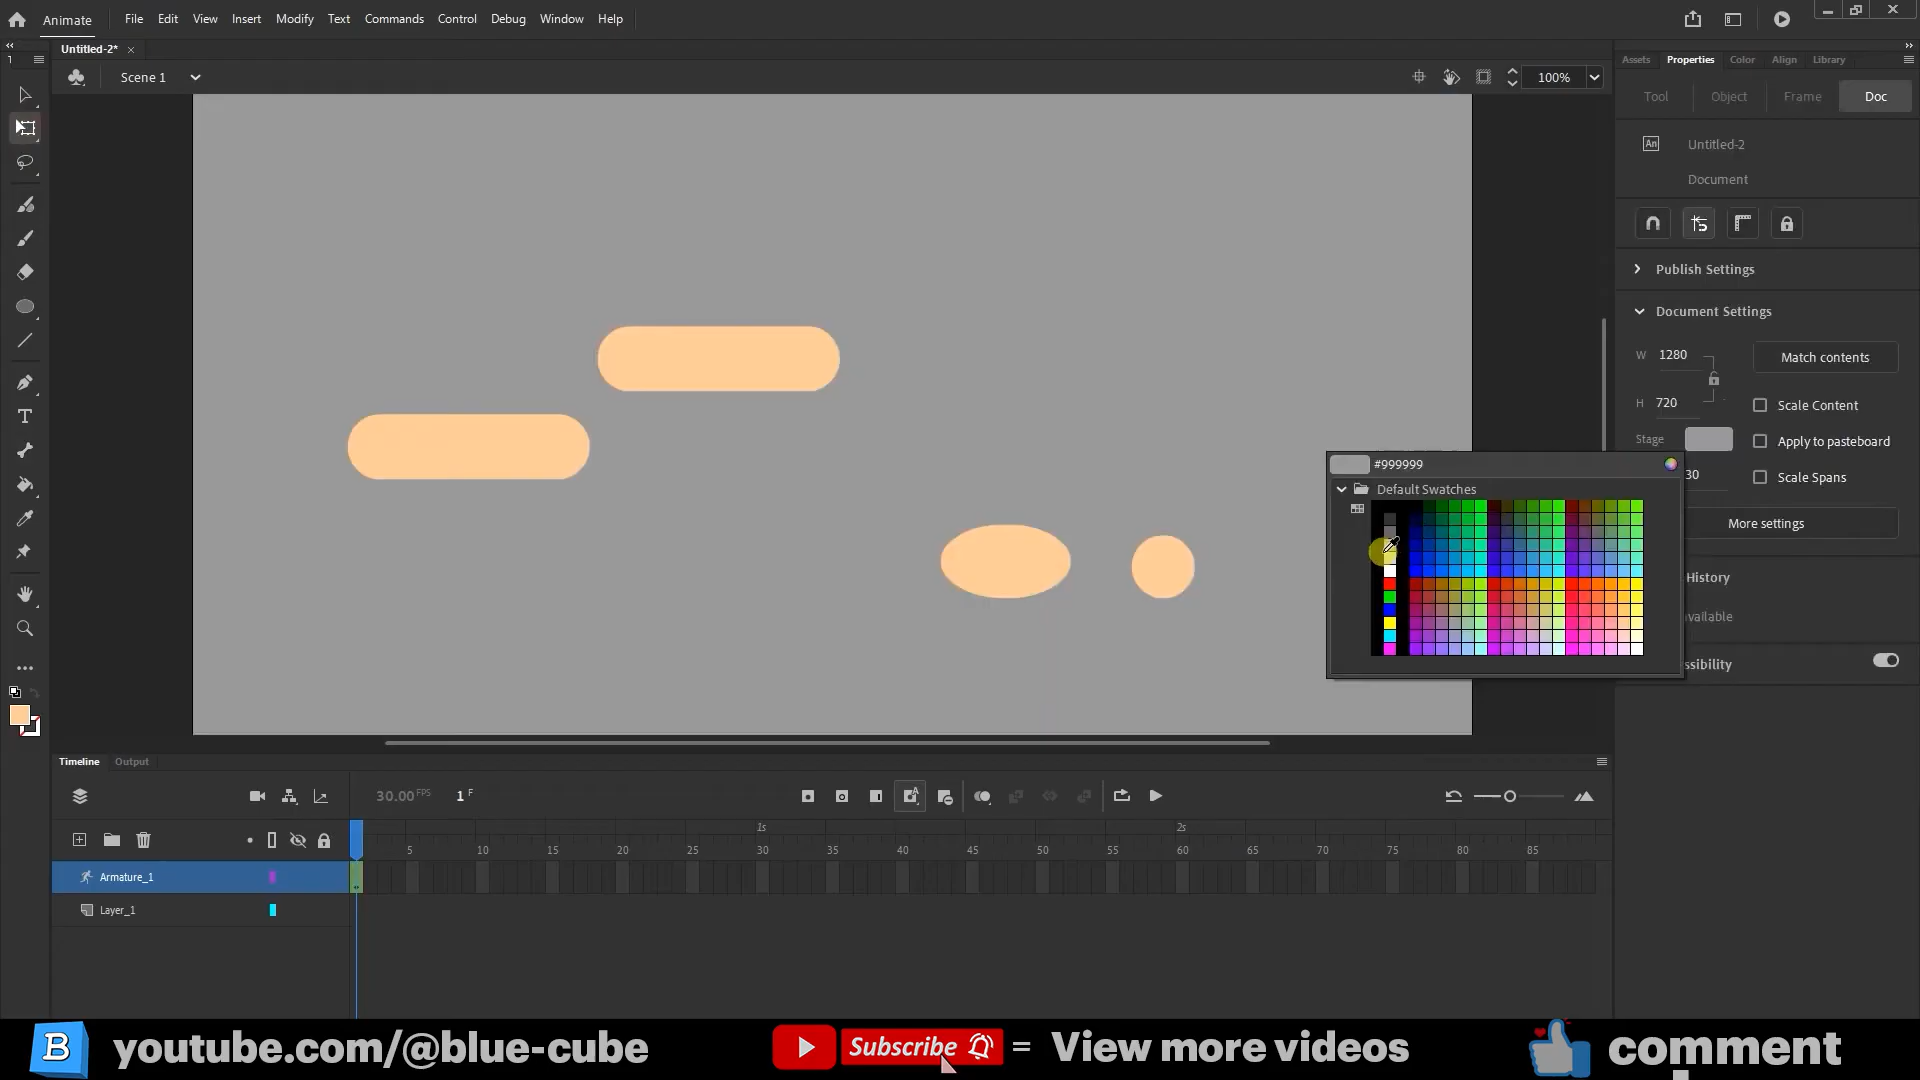 Animate File Edit View Insert Modify Text Commands Control Debug Window Help
Untitled-2*
Scene 1 100%
Assets Properties Color Align Library
Tool Object Frame Doc
An Untitled-2
Document
Publish Settings
Document Settings
W 1280 Match contents
H 720 Scale Content
Stage Apply to pasteboard
30 Scale Spans
#999999
Default Swatches
More settings
History
available
ssibility
Timeline Output
30.00 FPS 1 F
1s 2s
5 10 15 20 25 30 35 40 45 50 55 60 65 70 75 80 85
Armature_1
Layer_1
B youtube.com/@blue-cube Subscribe = View more videos comment